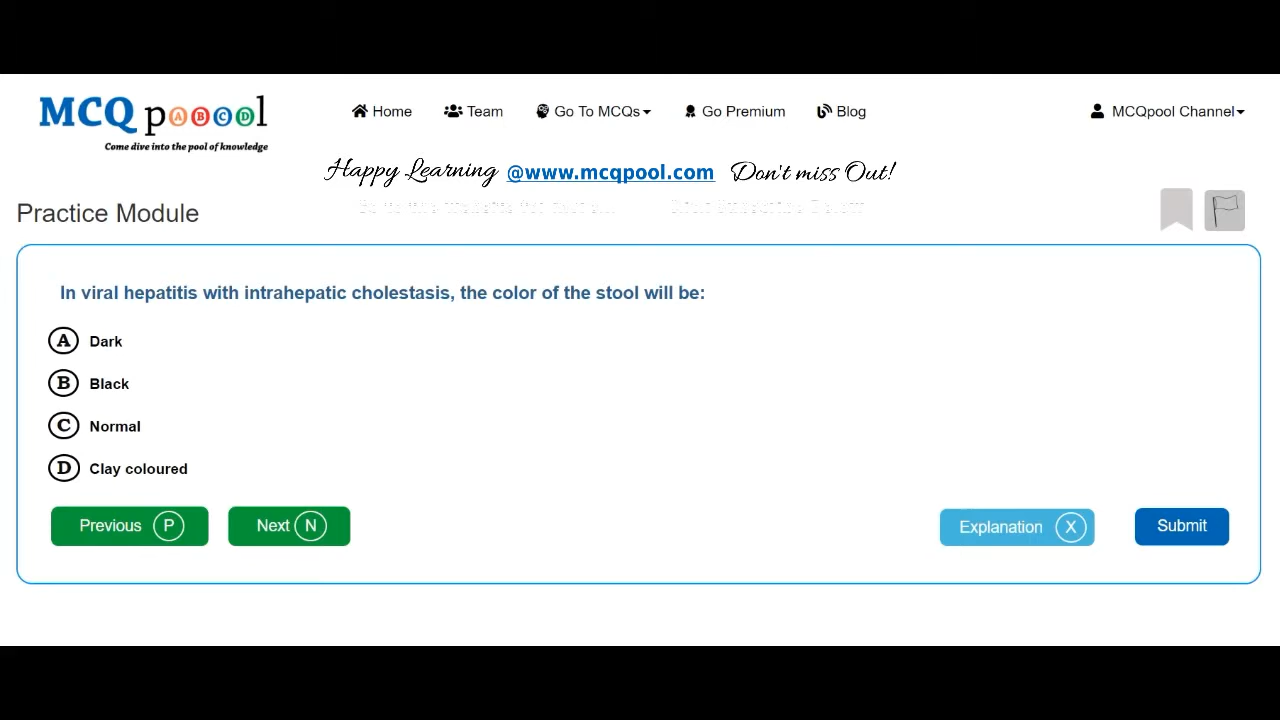 MCQ pABCDl
Come dive into the pool of knowledge
Home Team Go To MCQs Go Premium Blog MCQpool Channel
Happy Learning @www.mcqpool.com Don't miss Out!
Practice Module
In viral hepatitis with intrahepatic cholestasis, the color of the stool will be:
A Dark
B Black
C Normal
D Clay coloured
Previous P Next N Explanation X Submit